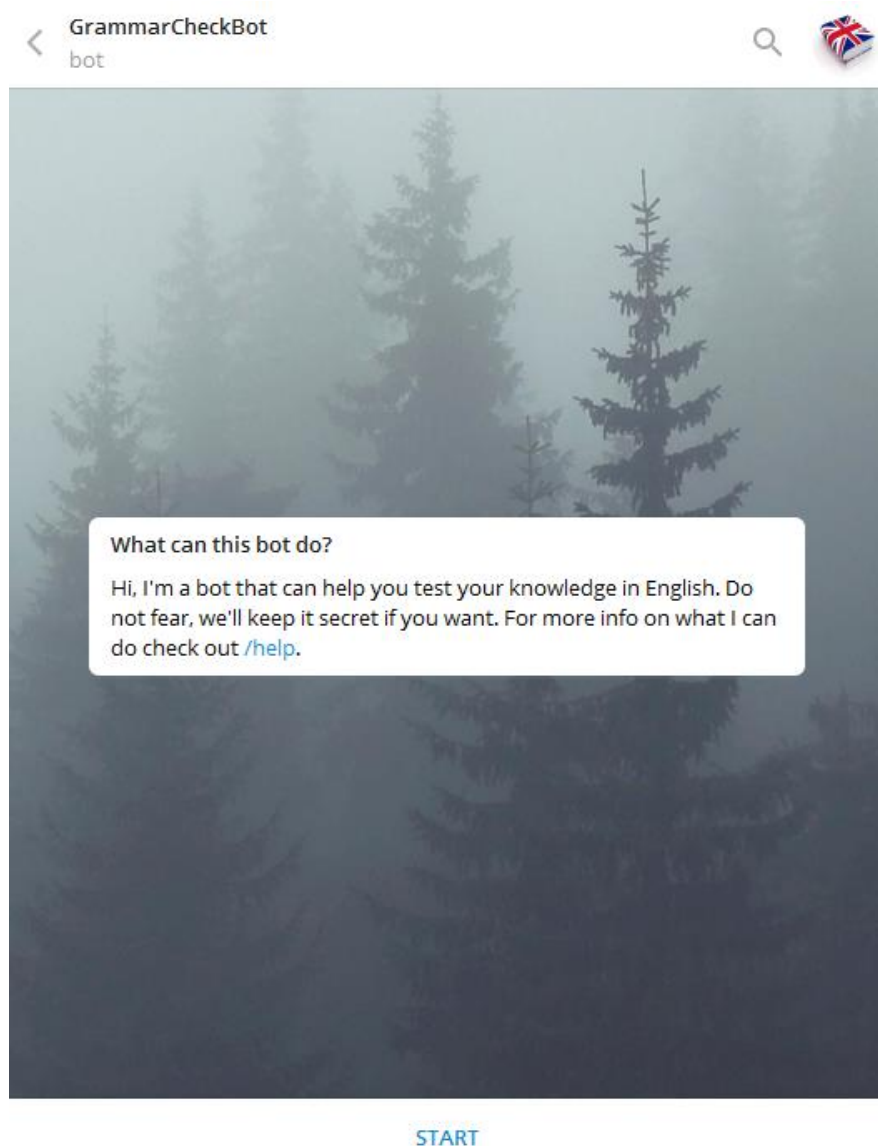 GrammarCheckBot
bot
What can this bot do?
Hi, I'm a bot that can help you test your knowledge in English. Do
not fear, we'll keep it secret if you want. For more info on what I can
do check out /help.
START